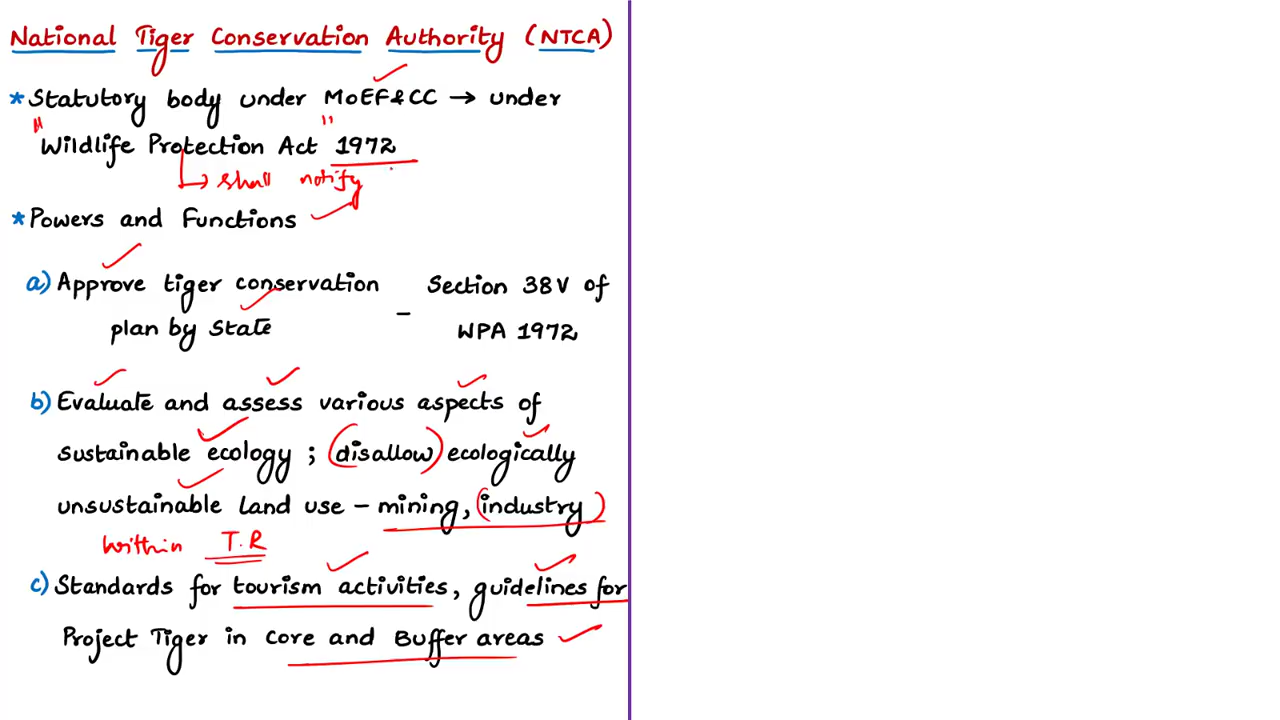 National Tiger Conservation Authority (NTCA)
* Statutory body under MoEF&CC → under
"Wildlife Protection Act" 1972
↳ shall notify
* Powers and Functions
a) Approve tiger conservation - Section 38V of
plan by State WPA 1972
b) Evaluate and assess various aspects of
sustainable ecology ; (disallow) ecologically
unsustainable land use - mining, (industry)
within T.R
c) Standards for tourism activities, guidelines for
Project Tiger in Core and Buffer areas